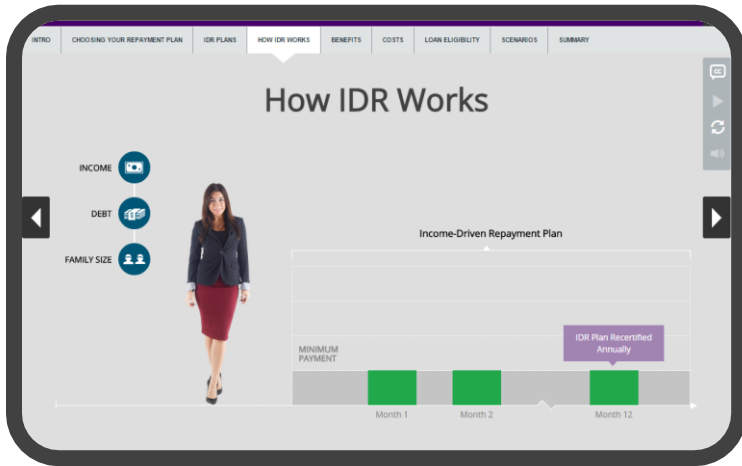 INTRO
CHOOSING YOUR REPAYMENT PLAN
IDR PLANS
HOW IDR WORKS
BENEFITS
COSTS
LOAN ELIGIBILITY
SCENARIOS
SUMMARY
CC
How IDR Works
INCOME
DEBT
FAMILY SIZE
Income-Driven Repayment Plan
IDR Plan Recertified
Annually
MINIMUM
PAYMENT
Month 1
Month 2
Month 12